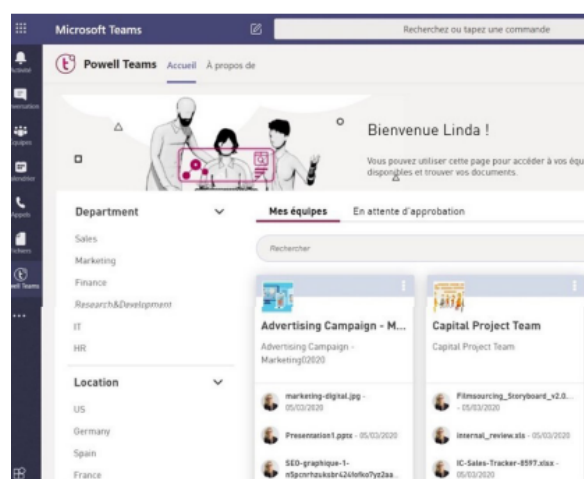 Microsoft Teams
Recherchez ou tapez une commande
Activité
Powell Teams Accueil À propos de
Équipes
Bienvenue Linda !
Vous pouvez utiliser cette page pour accéder à vos équ
disponibles et trouver vos documents.
Appels
Fichiers
Department
Sales
Marketing
Finance
Research&Development
IT
HR
Location
US
Germany
Spain
France
Mes équipes En attente d'approbation
Rechercher
Advertising Campaign - M...
Advertising Campaign -
Marketing02020
marketing-digital.jpg -
05/03/2020
Presentation1.pptx - 05/03/2020
SEO-graphique-1-
Capital Project Team
Capital Project Team
Filmsourcing_Storyboard_v2.0...
- 05/03/2020
internal_review.xls - 05/03/2020
IC-Sales-Tracker-8597.xlsx -
05/03/2020